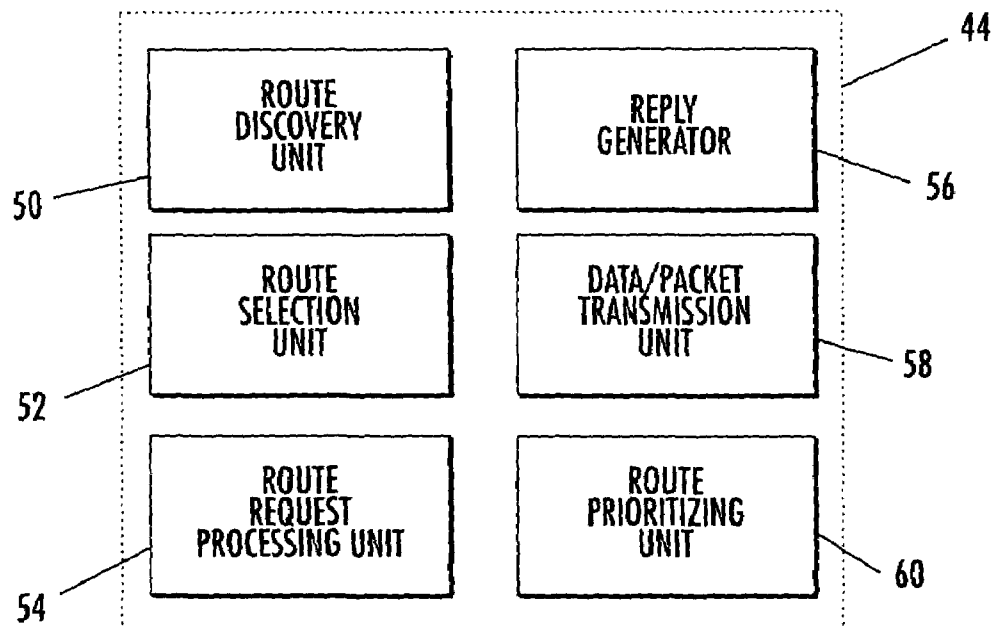 44
ROUTE
DISCOVERY
UNIT
50
REPLY
GENERATOR
56
ROUTE
SELECTION
UNIT
52
DATA/PACKET
TRANSMISSION
UNIT
58
ROUTE
REQUEST
PROCESSING UNIT
54
ROUTE
PRIORITIZING
UNIT
60